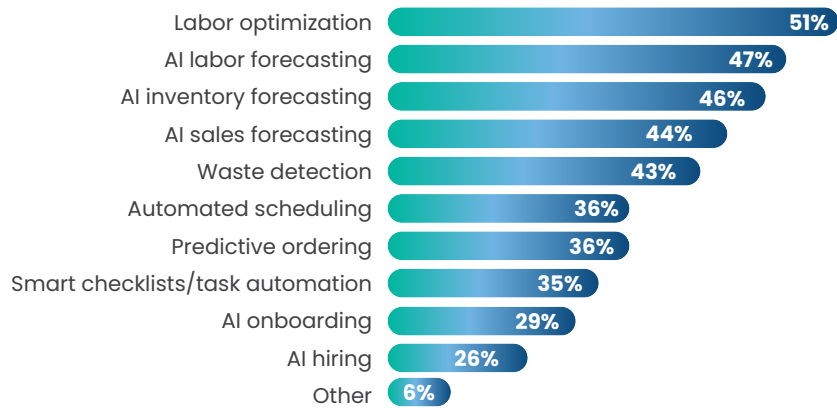 Labor optimization 51%
AI labor forecasting 47%
AI inventory forecasting 46%
AI sales forecasting 44%
Waste detection 43%
Automated scheduling 36%
Predictive ordering 36%
Smart checklists/task automation 35%
AI onboarding 29%
AI hiring 26%
Other 6%